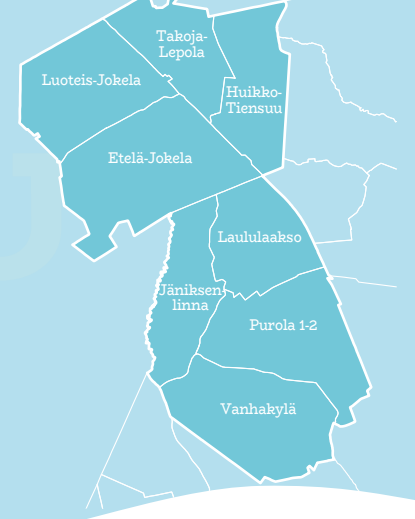 Takoja-
Lepola
Luoteis-Jokela
Huikko-
Tiensuu
Etelä-Jokela
Laululaakso
Jäniksen-
linna
Purola 1-2
Vanhakylä